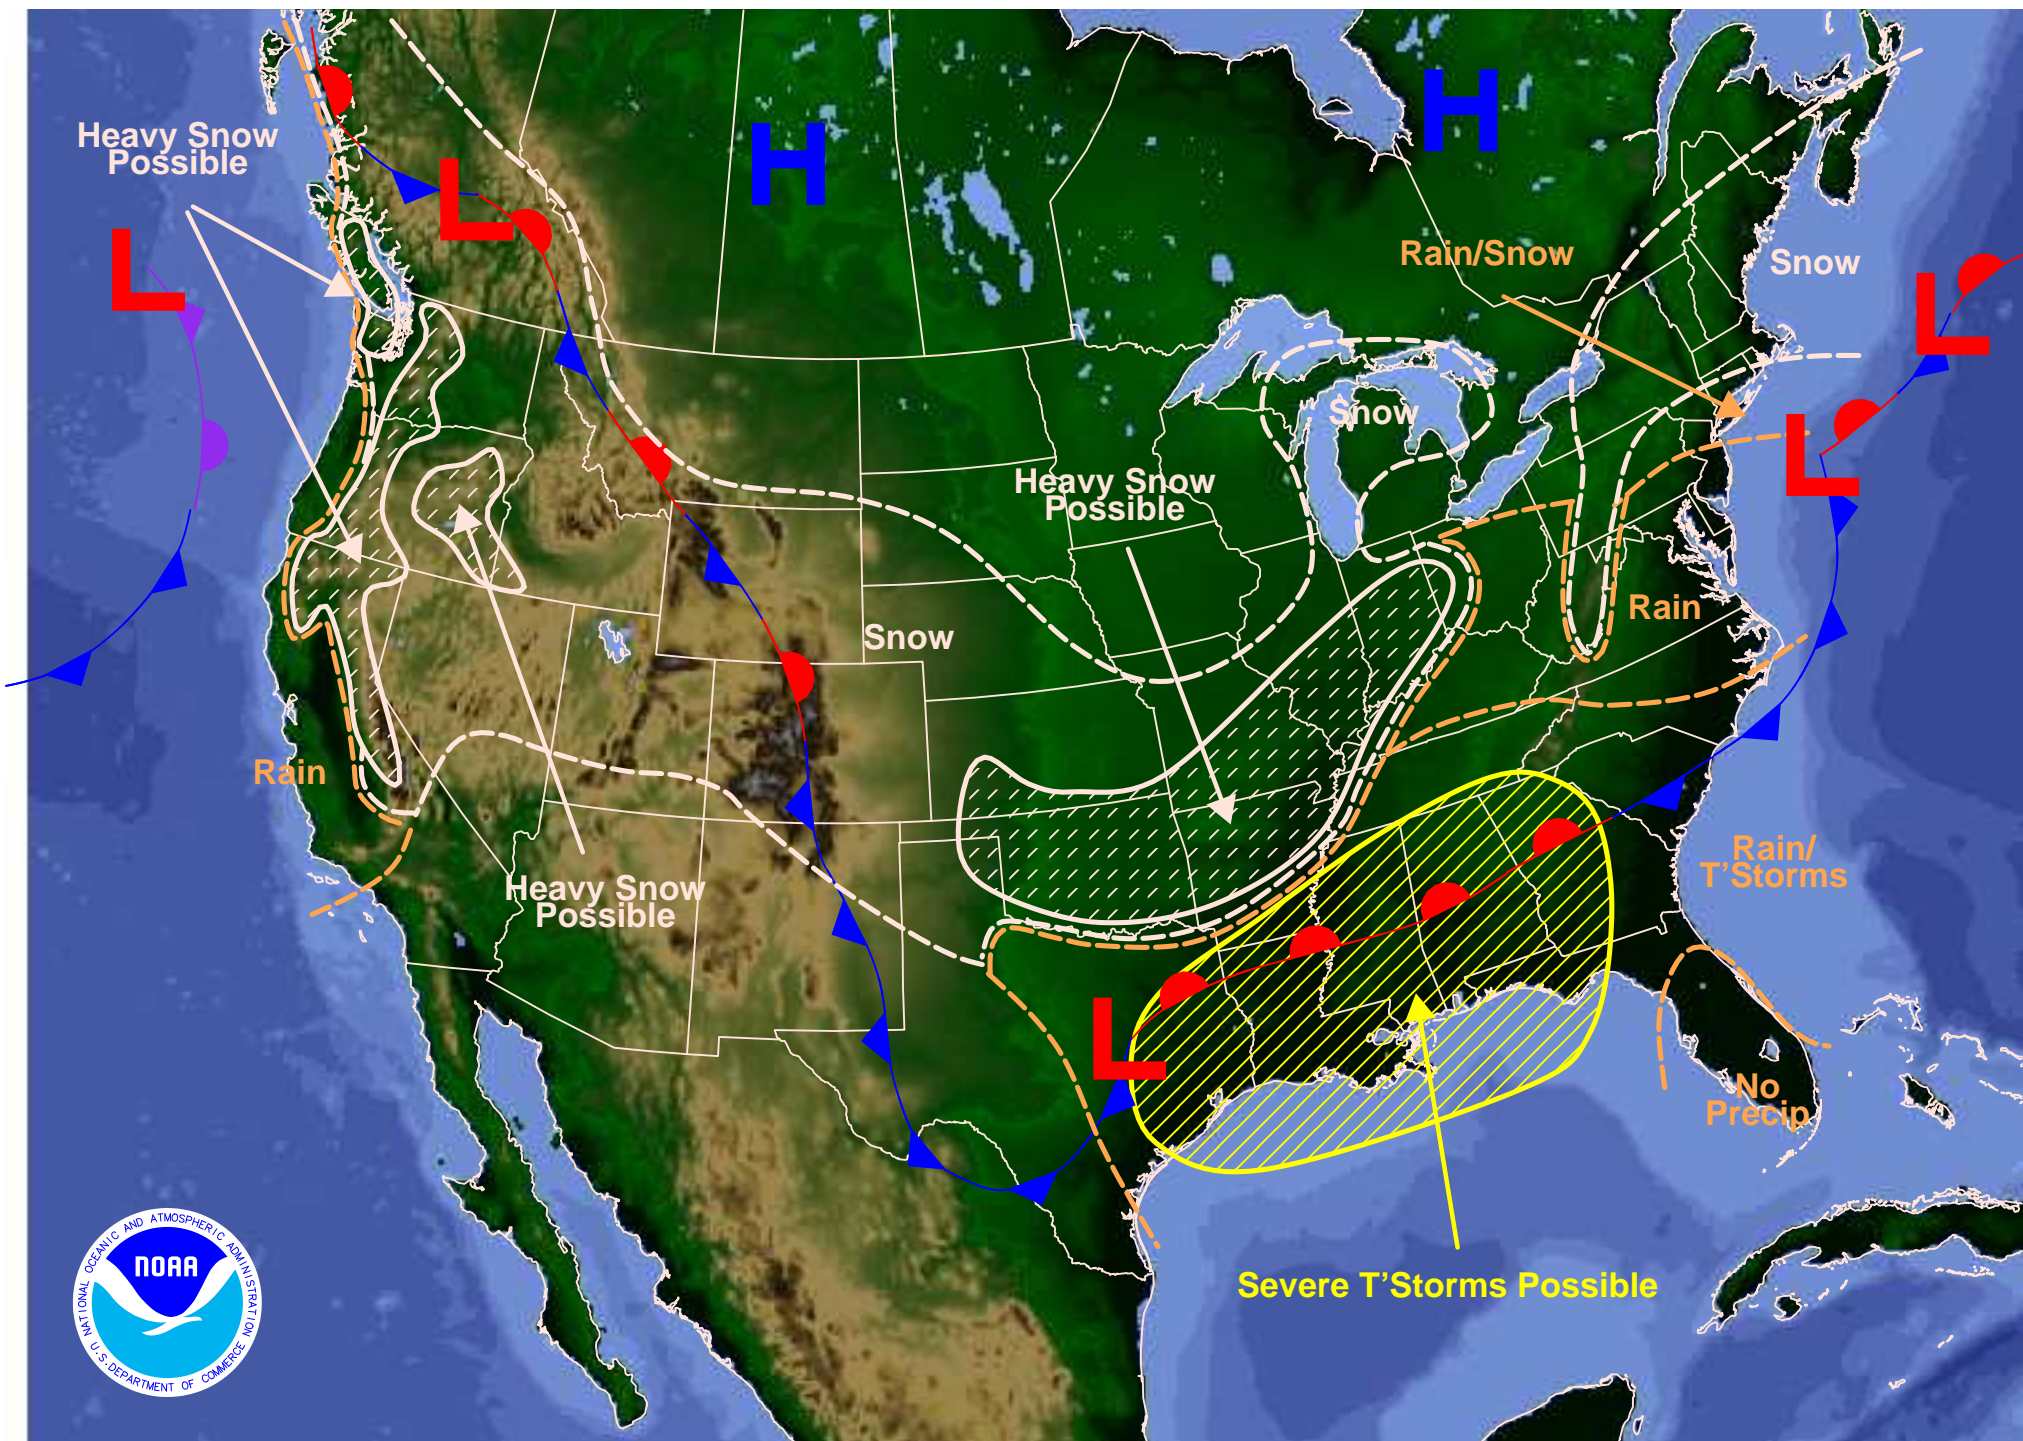 H
H
Heavy Snow
Possible
L
L
Rain/Snow
Snow
L
L
Snow
L
Heavy Snow
Possible
Rain
Snow
Rain
Rain/
T'Storms
Heavy Snow
Possible
L
No
Precip
Severe T'Storms Possible
NATIONAL OCEANIC AND ATMOSPHERIC ADMINISTRATION
NOAA
U.S. DEPARTMENT OF COMMERCE